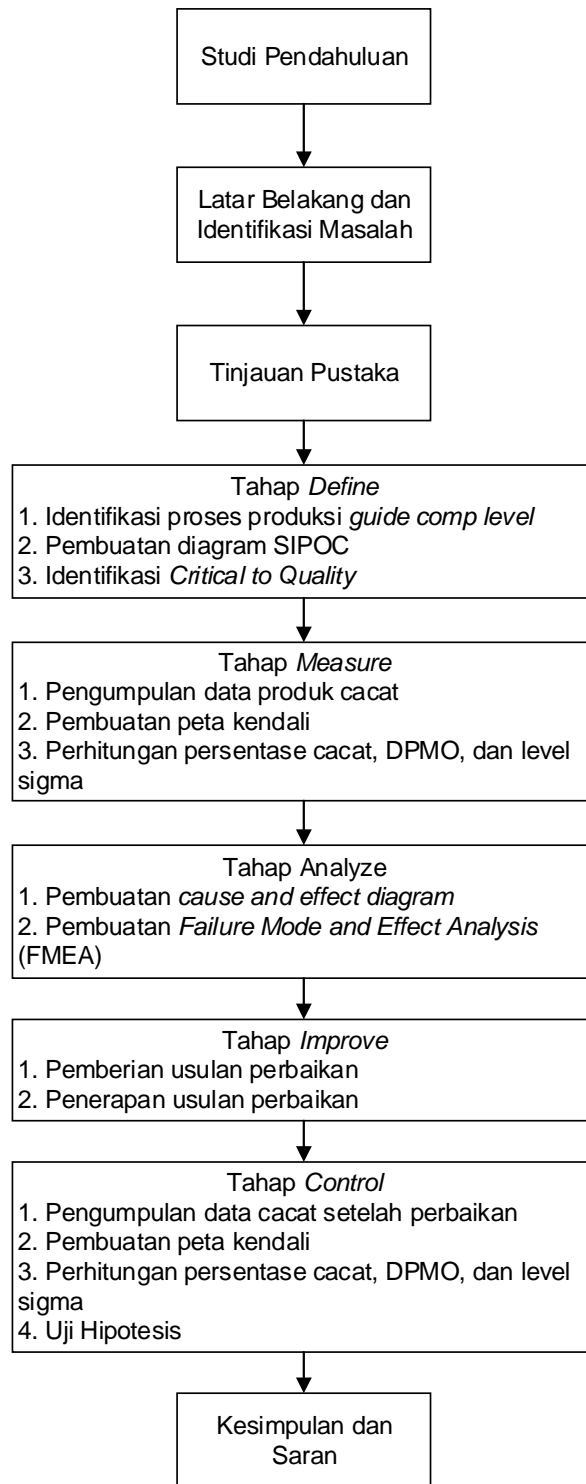 Studi Pendahuluan
Latar Belakang dan
Identifikasi Masalah
Tinjauan Pustaka
Tahap Define
1. Identifikasi proses produksi guide comp level
2. Pembuatan diagram SIPOC
3. Identifikasi Critical to Quality
Tahap Measure
1. Pengumpulan data produk cacat
2. Pembuatan peta kendali
3. Perhitungan persentase cacat, DPMO, dan level
sigma
Tahap Analyze
1. Pembuatan cause and effect diagram
2. Pembuatan Failure Mode and Effect Analysis
(FMEA)
Tahap Improve
1. Pemberian usulan perbaikan
2. Penerapan usulan perbaikan
Tahap Control
1. Pengumpulan data cacat setelah perbaikan
2. Pembuatan peta kendali
3. Perhitungan persentase cacat, DPMO, dan level
sigma
4. Uji Hipotesis
Kesimpulan dan
Saran